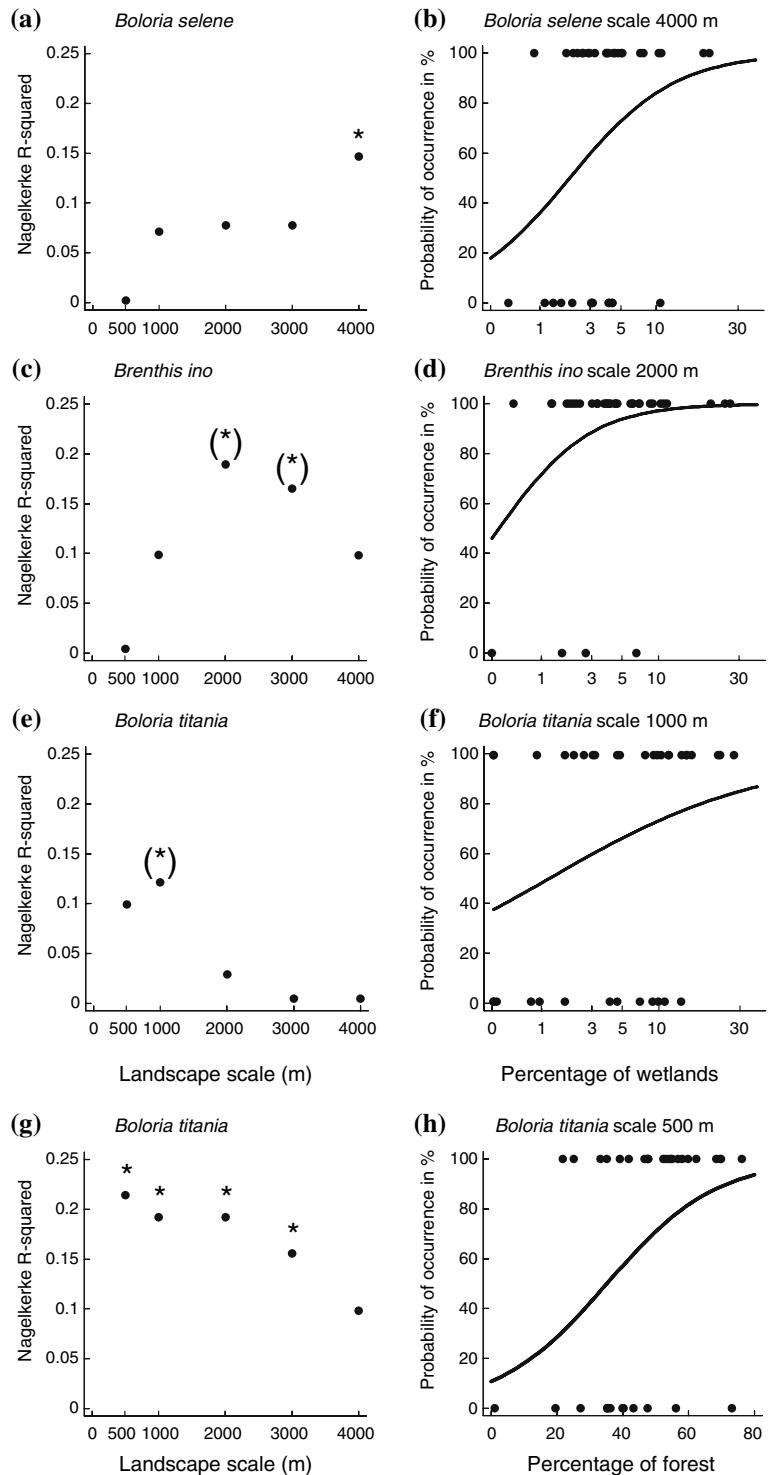 (a) Boloria selene
Nagelkerke R-squared
0.25
0.2
0.15
0.1
0.05
0
*
0 500 1000 2000 3000 4000
(b) Boloria selene scale 4000 m
Probability of occurrence in %
100
80
60
40
20
0
0 1 3 5 10 30
(c) Brenthis ino
Nagelkerke R-squared
0.25
0.2
0.15
0.1
0.05
0
(*) (*)
0 500 1000 2000 3000 4000
(d) Brenthis ino scale 2000 m
Probability of occurrence in %
100
80
60
40
20
0
0 1 3 5 10 30
(e) Boloria titania
Nagelkerke R-squared
0.25
0.2
0.15
0.1
0.05
0
(*)
0 500 1000 2000 3000 4000
Landscape scale (m)
(f) Boloria titania scale 1000 m
Probability of occurrence in %
100
80
60
40
20
0
0 1 3 5 10 30
Percentage of wetlands
(g) Boloria titania
Nagelkerke R-squared
0.25
0.2
0.15
0.1
0.05
0
* * * *
0 500 1000 2000 3000 4000
Landscape scale (m)
(h) Boloria titania scale 500 m
Probability of occurrence in %
100
80
60
40
20
0
0 20 40 60 80
Percentage of forest